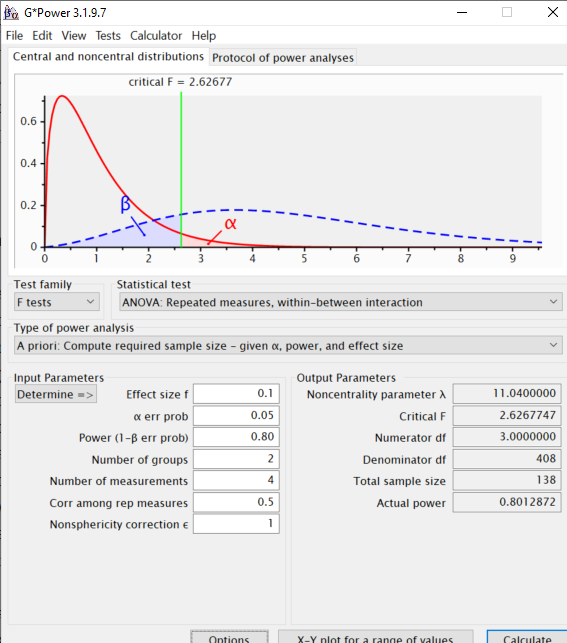 βα G*Power 3.1.9.7
File Edit View Tests Calculator Help
Central and noncentral distributions Protocol of power analyses
critical F = 2.62677
0.6
0.4
0.2
0
β
α
0 1 2 3 4 5 6 7 8 9
Test family Statistical test
F tests ANOVA: Repeated measures, within-between interaction
Type of power analysis
A priori: Compute required sample size - given α, power, and effect size
Input Parameters Output Parameters
Determine => Effect size f 0.1 Noncentrality parameter λ 11.0400000
α err prob 0.05 Critical F 2.6267747
Power (1-β err prob) 0.80 Numerator df 3.0000000
Number of groups 2 Denominator df 408
Number of measurements 4 Total sample size 138
Corr among rep measures 0.5 Actual power 0.8012872
Nonsphericity correction ϵ 1
Options X-Y plot for a range of values Calculate